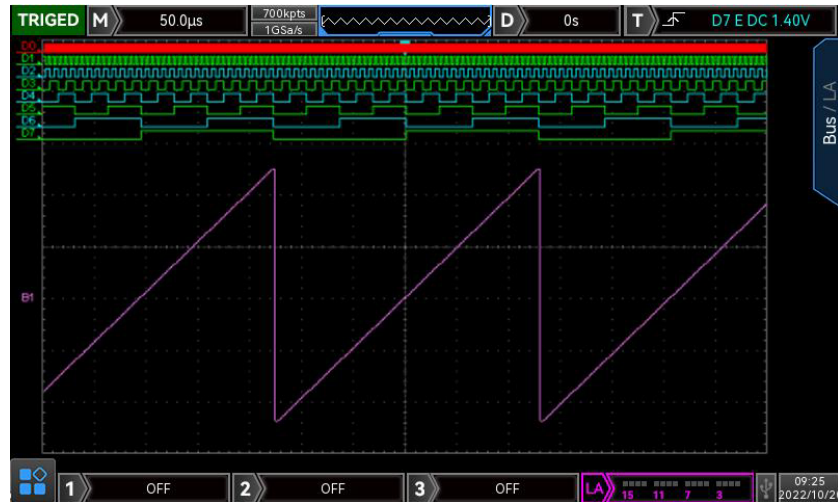 TRIGED M 50.0μs 700kpts D 0s T D7 E DC 1.40V
1GSa/s
D0
D1
D2
D3
D4
D5
D6
D7
Bus / LA
B1
1 OFF 2 OFF 3 OFF LA 15 11 7 3 09:25
2022/10/2